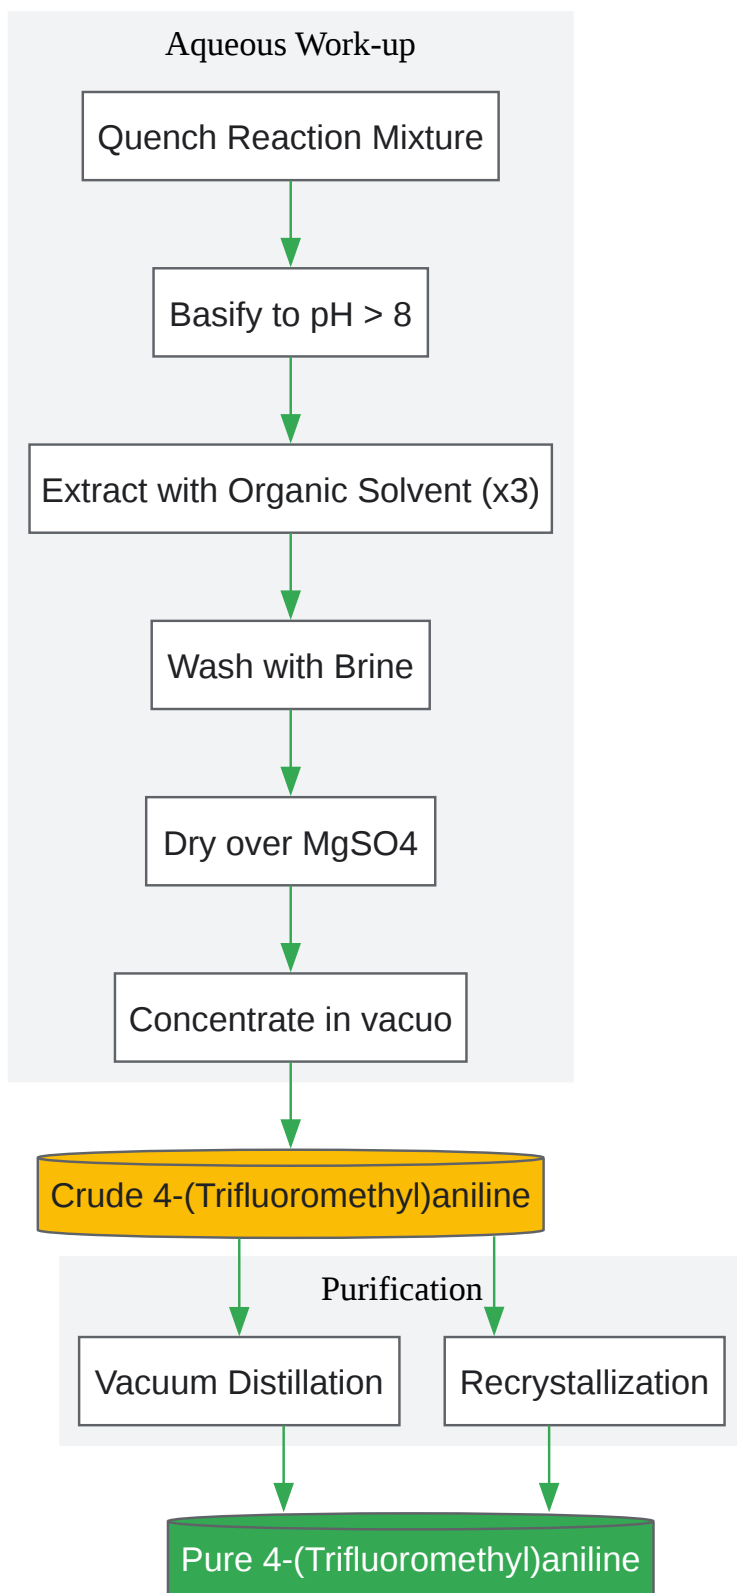 Aqueous Work-up
Quench Reaction Mixture
Basify to pH > 8
Extract with Organic Solvent (x3)
Wash with Brine
Dry over MgSO4
Concentrate in vacuo
Crude 4-(Trifluoromethyl)aniline
Purification
Vacuum Distillation
Recrystallization
Pure 4-(Trifluoromethyl)aniline